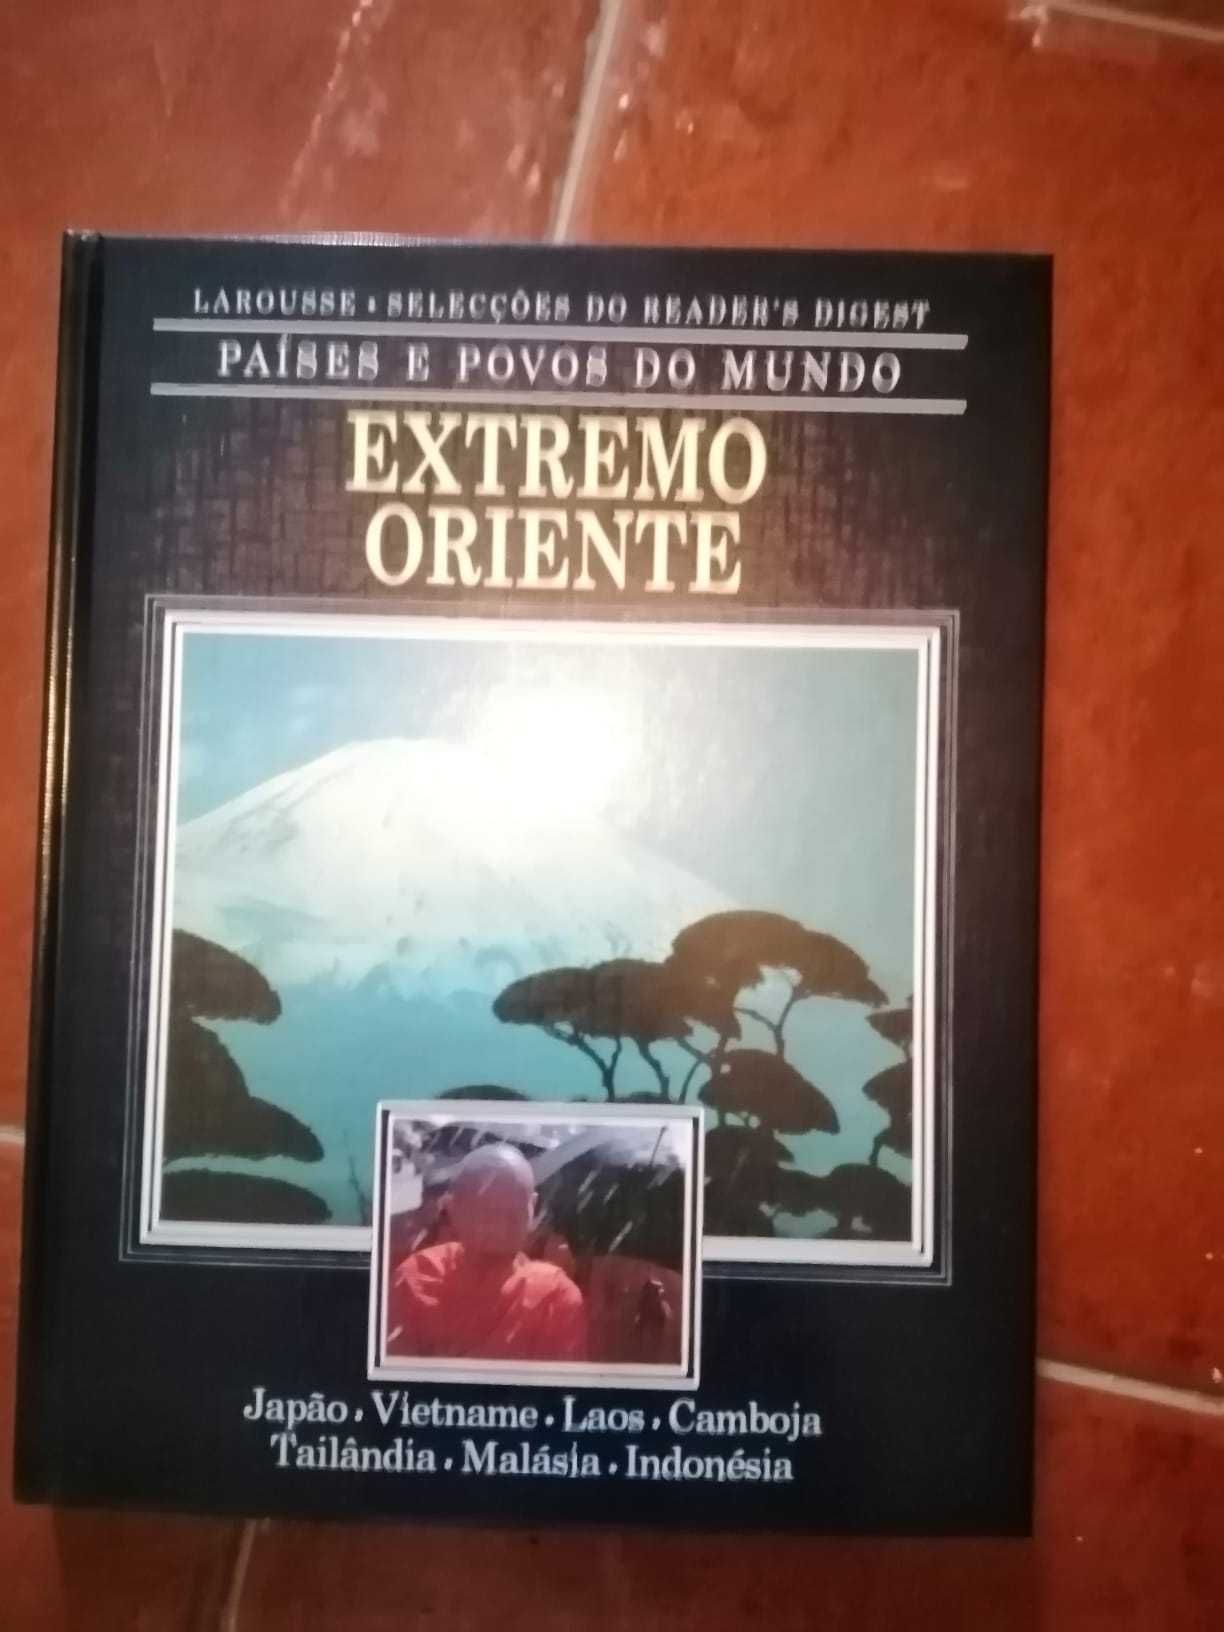 LAROUSSE • SELECÇÕES DO READER'S DIGEST
PAÍSES E POVOS DO MUNDO
EXTREMO
ORIENTE
Japão • Vietname • Laos • Camboja
Tailândia • Malásia • Indonésia